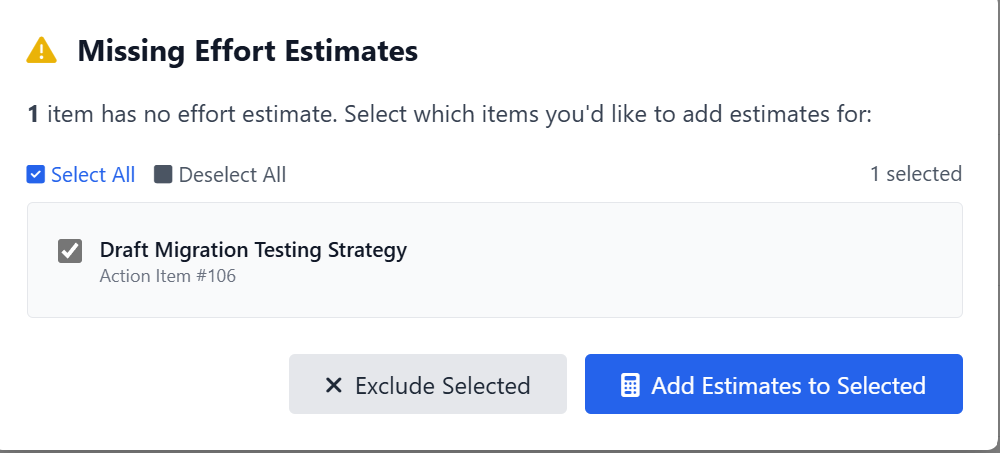 Missing Effort Estimates
1 item has no effort estimate. Select which items you'd like to add estimates for:
Select All Deselect All 1 selected
Draft Migration Testing Strategy
Action Item #106
Exclude Selected Add Estimates to Selected